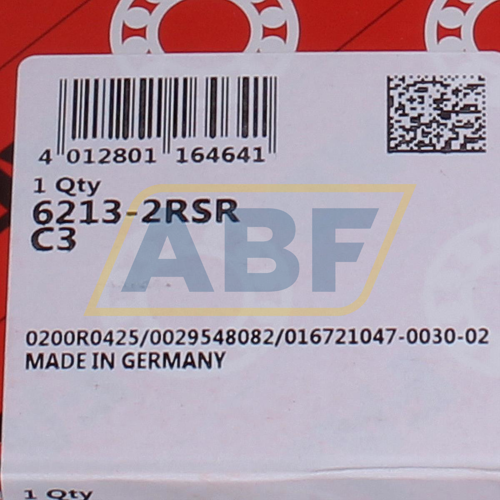 4 012801 164641
1 Qty
6213-2RSR
C3
ABF
0200R0425/0029548082/016721047-0030-02
MADE IN GERMANY
1 Qty